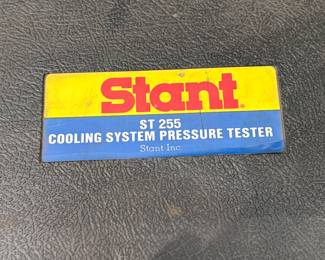 Stant
ST 255
COOLING SYSTEM PRESSURE TESTER
Stant Inc.